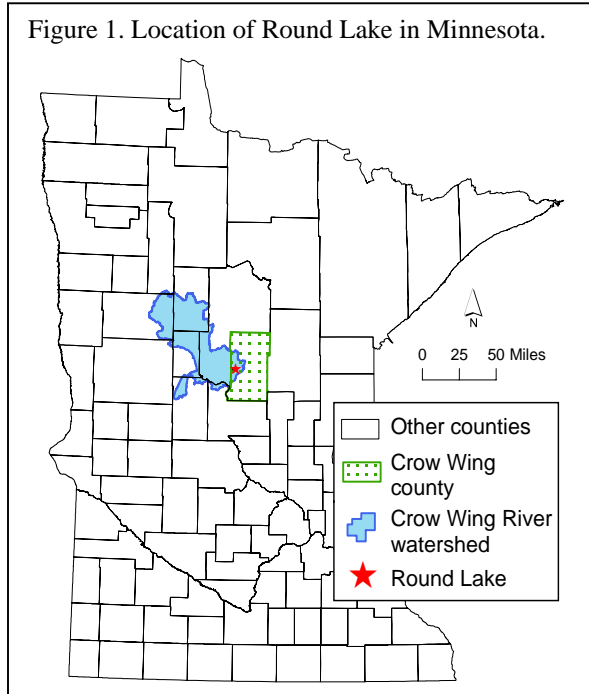 Figure 1. Location of Round Lake in Minnesota.
N
0 25 50 Miles
Other counties
Crow Wing
county
Crow Wing River
watershed
Round Lake